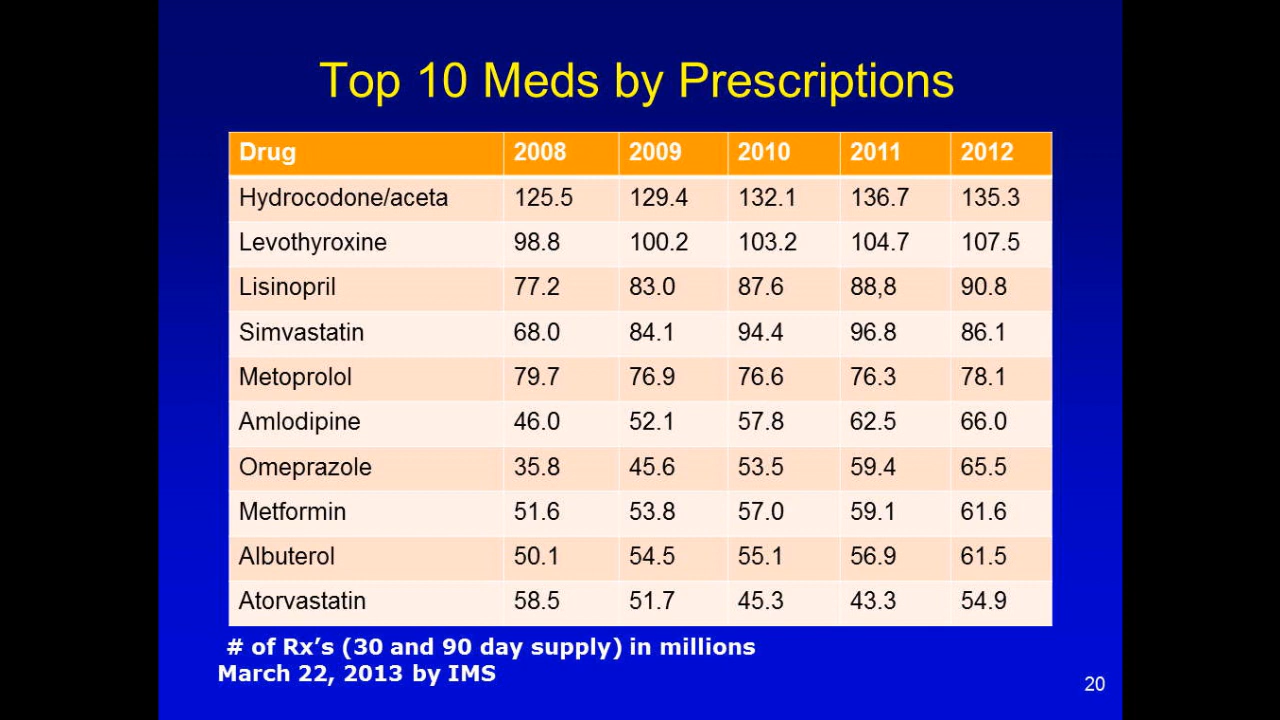 Top 10 Meds by Prescriptions
Drug 2008 2009 2010 2011 2012
Hydrocodone/aceta 125.5 129.4 132.1 136.7 135.3
Levothyroxine 98.8 100.2 103.2 104.7 107.5
Lisinopril 77.2 83.0 87.6 88,8 90.8
Simvastatin 68.0 84.1 94.4 96.8 86.1
Metoprolol 79.7 76.9 76.6 76.3 78.1
Amlodipine 46.0 52.1 57.8 62.5 66.0
Omeprazole 35.8 45.6 53.5 59.4 65.5
Metformin 51.6 53.8 57.0 59.1 61.6
Albuterol 50.1 54.5 55.1 56.9 61.5
Atorvastatin 58.5 51.7 45.3 43.3 54.9
# of Rx’s (30 and 90 day supply) in millions
March 22, 2013 by IMS
20